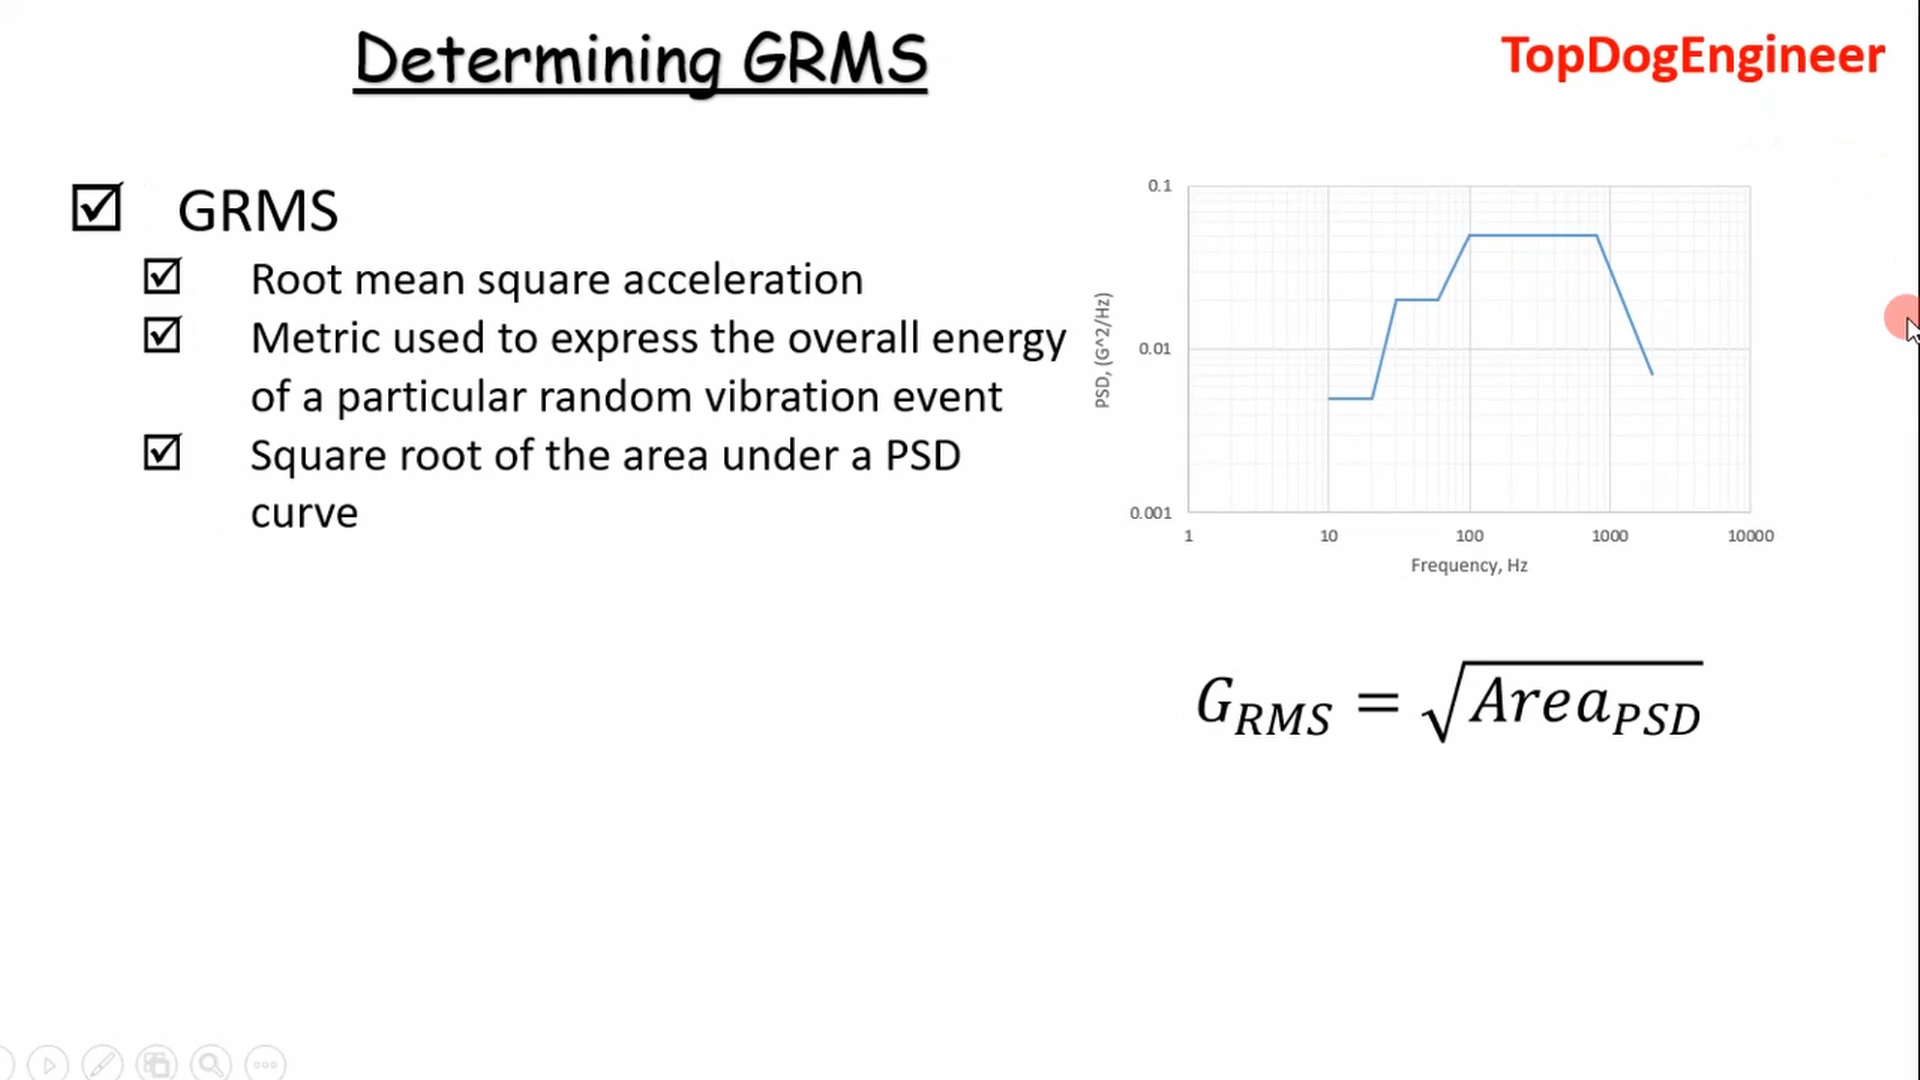 Determining GRMS
TopDogEngineer
GRMS
Root mean square acceleration
Metric used to express the overall energy
of a particular random vibration event
Square root of the area under a PSD
curve
0.1
0.01
0.001
PSD, (G^2/Hz)
1 10 100 1000 10000
Frequency, Hz
G_RMS = √Area_PSD